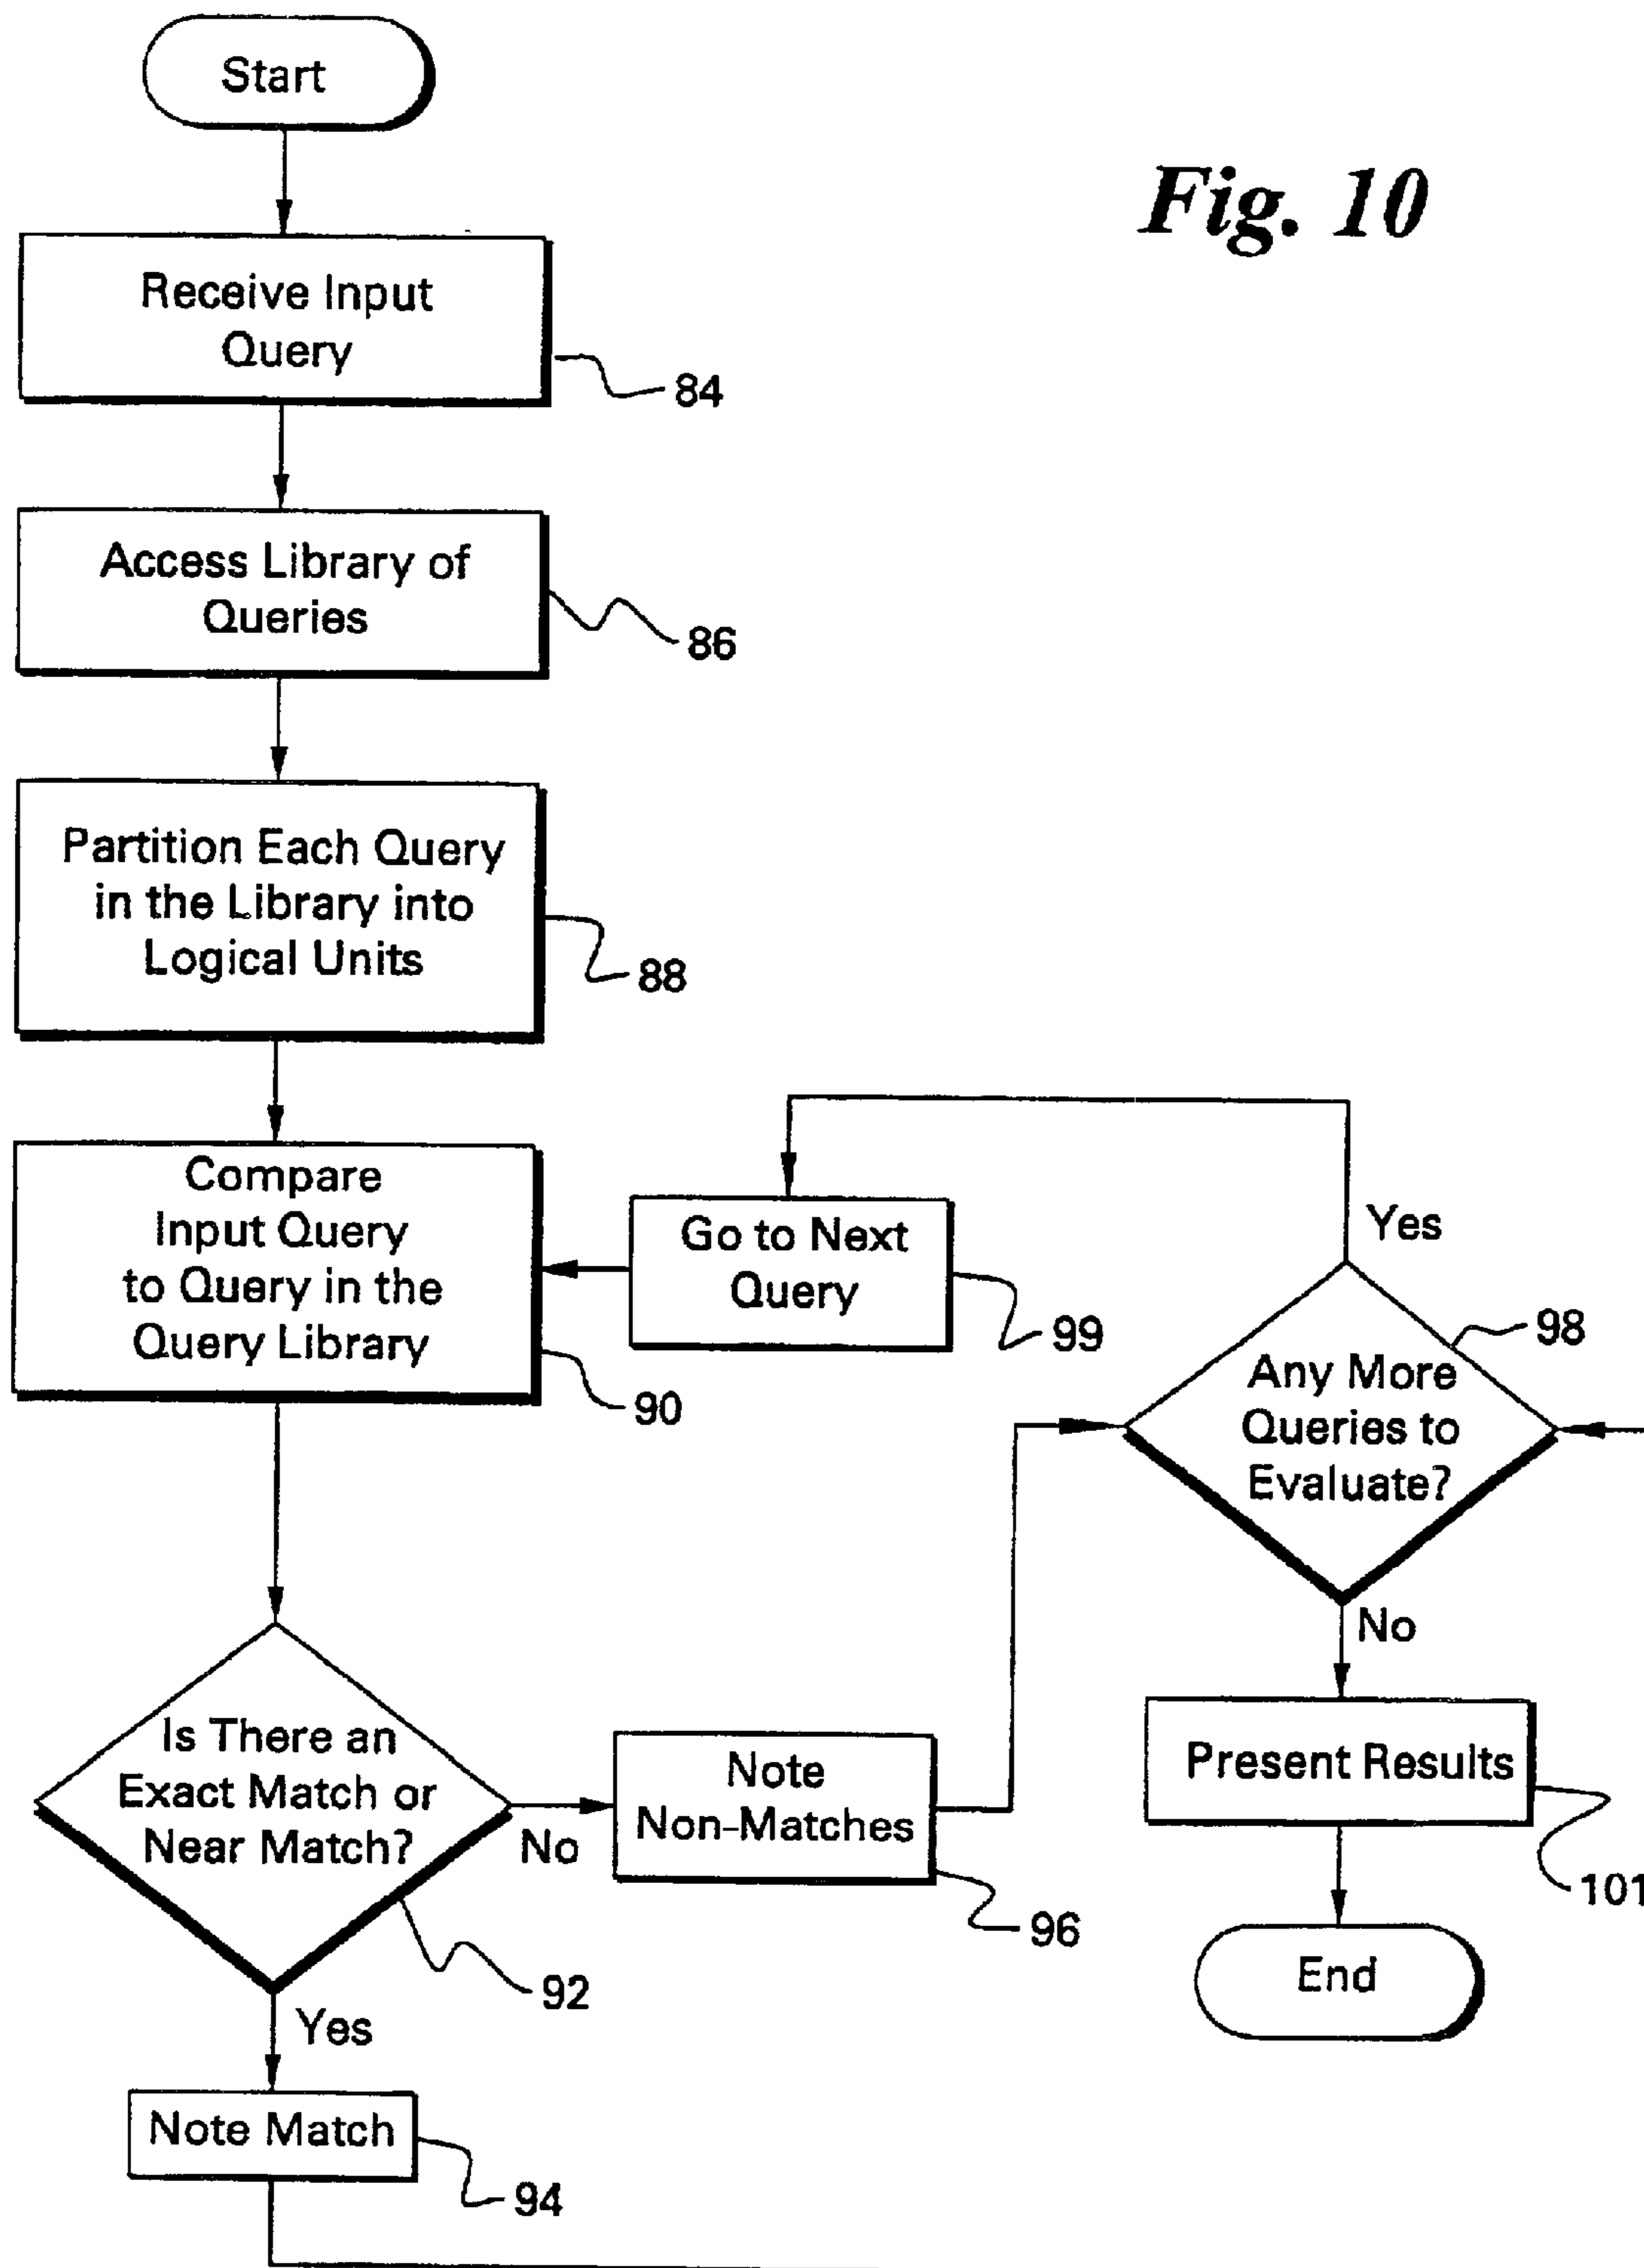 Start
Fig. 10
Receive Input
Query
84
Access Library of
Queries
86
Partition Each Query
in the Library into
Logical Units
88
Compare
Input Query
to Query in the
Query Library
90
Go to Next
Query
99
Yes
98
Any More
Queries to
Evaluate?
No
Is There an
Exact Match or
Near Match?
No
92
Yes
Note
Non-Matches
96
Present Results
101
End
Note Match
94